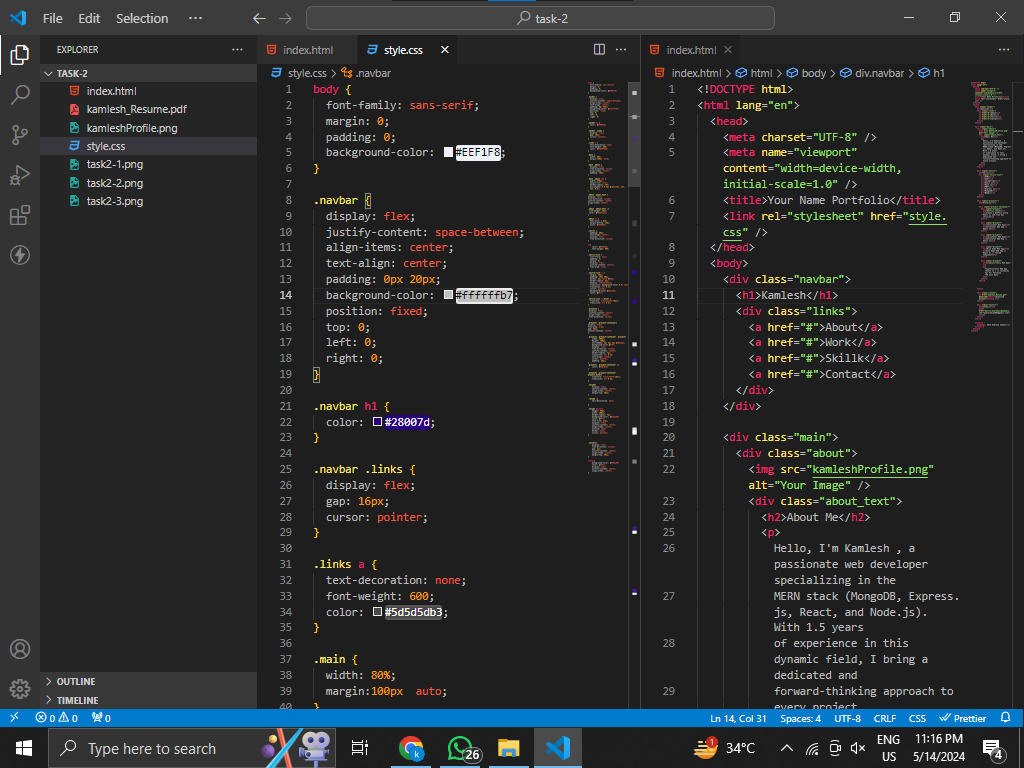 File Edit Selection ··· task-2
EXPLORER ···
TASK-2
index.html
kamlesh_Resume.pdf
kamleshProfile.png
style.css
task2-1.png
task2-2.png
task2-3.png
OUTLINE
TIMELINE
index.html style.css ×
style.css > .navbar
1 body {
2 font-family: sans-serif;
3 margin: 0;
4 padding: 0;
5 background-color: #EEF1F8;
6 }
7
8 .navbar {
9 display: flex;
10 justify-content: space-between;
11 align-items: center;
12 text-align: center;
13 padding: 0px 20px;
14 background-color: #ffffffb7;
15 position: fixed;
16 top: 0;
17 left: 0;
18 right: 0;
19 }
20
21 .navbar h1 {
22 color: #28007d;
23 }
24
25 .navbar .links {
26 display: flex;
27 gap: 16px;
28 cursor: pointer;
29 }
30
31 .links a {
32 text-decoration: none;
33 font-weight: 600;
34 color: #5d5d5db3;
35 }
36
37 .main {
38 width: 80%;
39 margin:100px  auto;
40 }
index.html ×
index.html > html > body > div.navbar > h1
1 <!DOCTYPE html>
2 <html lang="en">
3 <head>
4 <meta charset="UTF-8" />
5 <meta name="viewport"
content="width=device-width,
initial-scale=1.0" />
6 <title>Your Name Portfolio</title>
7 <link rel="stylesheet" href="style.
css" />
8 </head>
9 <body>
10 <div class="navbar">
11 <h1>Kamlesh</h1>
12 <div class="links">
13 <a href="#">About</a>
14 <a href="#">Work</a>
15 <a href="#">Skillk</a>
16 <a href="#">Contact</a>
17 </div>
18 </div>
19
20 <div class="main">
21 <div class="about">
22 <img src="kamleshProfile.png"
alt="Your Image" />
23 <div class="about_text">
24 <h2>About Me</h2>
25 <p>
26 Hello, I'm Kamlesh , a
passionate web developer
specializing in the
27 MERN stack (MongoDB, Express.
js, React, and Node.js).
With 1.5 years
28 of experience in this
dynamic field, I bring a
dedicated and
29 forward-thinking approach to
every project
0 0 0 Ln 14, Col 31 Spaces: 4 UTF-8 CRLF CSS Prettier
Type here to search 26 1 34°C ENG US 11:16 PM 5/14/2024 4